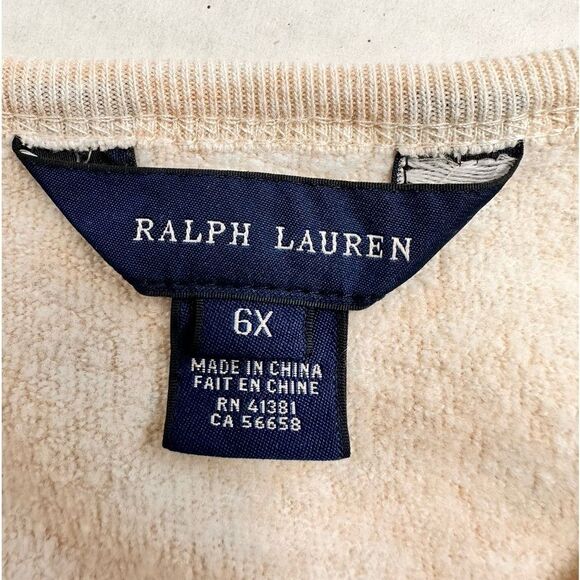 RALPH LAUREN
6X
MADE IN CHINA
FAIT EN CHINE
RN 41381
CA 56658